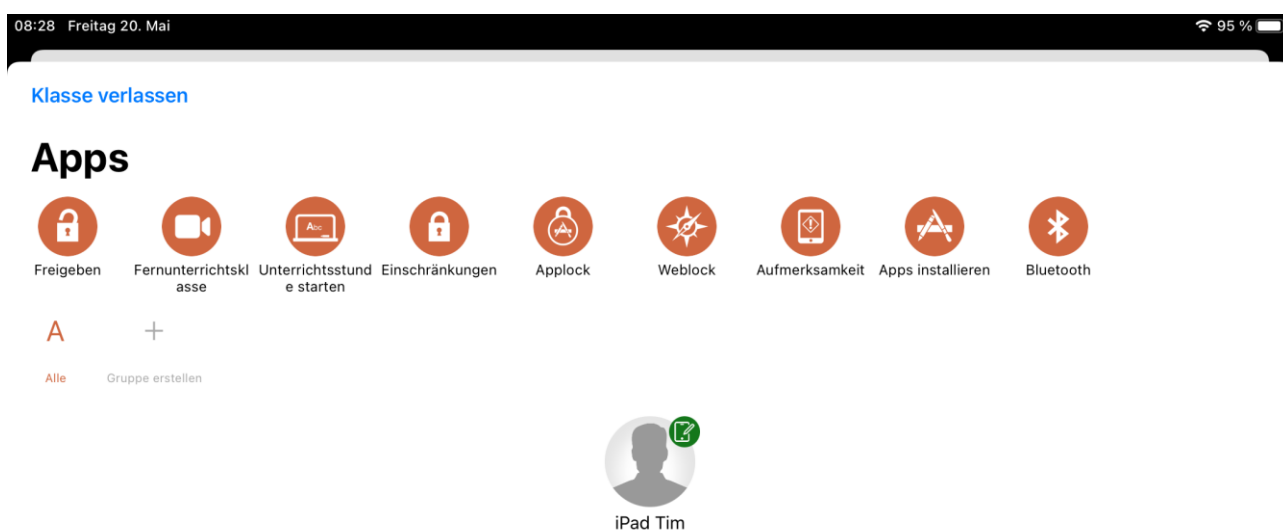 08:28 Freitag 20. Mai
95 %
Klasse verlassen
Apps
Freigeben
Fernunterrichtskl
asse
Unterrichtsstund
e starten
Einschränkungen
Applock
Weblock
Aufmerksamkeit
Apps installieren
Bluetooth
Abc
A
Alle
Gruppe erstellen
iPad Tim